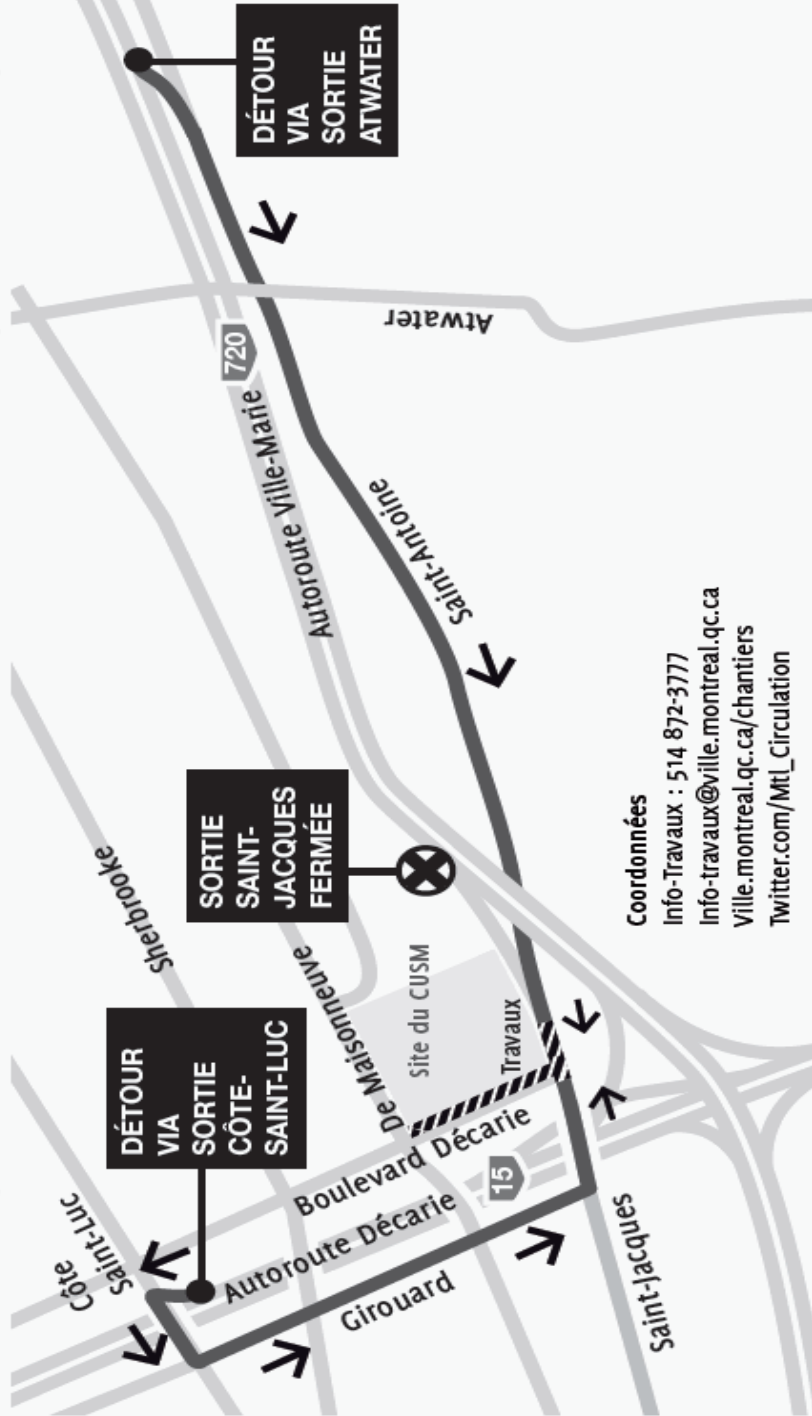 DÉTOUR
VIA
SORTIE
CÔTE-
SAINT-LUC
Côte
Saint-Luc
Sherbrooke
SORTIE
SAINT-
JACQUES
FERMÉE
De Maisonneuve
Boulevard Décarie
Autoroute Décarie
15
Girouard
Saint-Jacques
Site du CUSM
Travaux
Autoroute Ville-Marie
720
Saint-Antoine
Atwater
DÉTOUR
VIA
SORTIE
ATWATER
Coordonnées
Info-Travaux : 514 872-3777
Info-travaux@ville.montreal.qc.ca
Ville.montreal.qc.ca/chantiers
Twitter.com/Mtl_Circulation